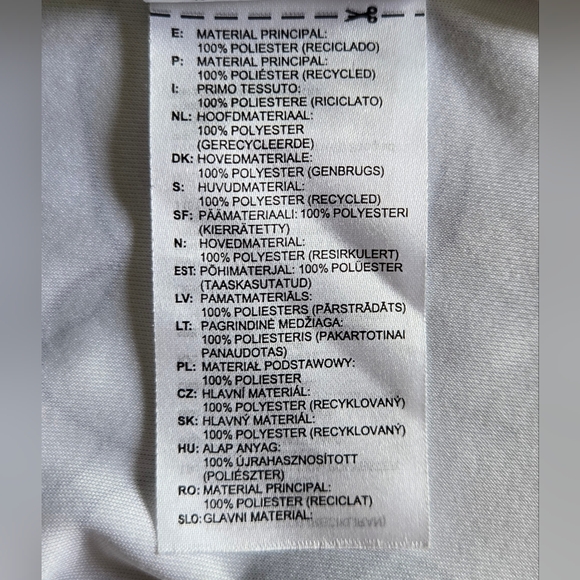 E: MATERIAL PRINCIPAL:
100% POLIESTER (RECICLADO)
P: MATERIAL PRINCIPAL:
100% POLIÉSTER (RECYCLED)
I: PRIMO TESSUTO:
100% POLIESTERE (RICICLATO)
NL: HOOFDMATERIAAL:
100% POLYESTER
(GERECYCLEERDE)
DK: HOVEDMATERIALE:
100% POLYESTER (GENBRUGS)
S: HUVUDMATERIAL:
100% POLYESTER (RECYCLED)
SF: PÄÄMATERIAALI: 100% POLYESTERI
(KIERRÄTETTY)
N: HOVEDMATERIAL:
100% POLYESTER (RESIRKULERT)
EST: PÕHIMATERJAL: 100% POLÜESTER
(TAASKASUTATUD)
LV: PAMATMATERIĀLS:
100% POLIESTERS (PĀRSTRĀDĀTS)
LT: PAGRINDINĖ MEDŽIAGA:
100% POLIESTERIS (PAKARTOTINAI
PANAUDOTAS)
PL: MATERIAŁ PODSTAWOWY:
100% POLIESTER
CZ: HLAVNÍ MATERIÁL:
100% POLYESTER (RECYKLOVANÝ)
SK: HLAVNÝ MATERIÁL:
100% POLYESTER (RECYKLOVANÝ)
HU: ALAP ANYAG:
100% ÚJRAHASZNOSÍTOTT
(POLIÉSZTER)
RO: MATERIAL PRINCIPAL:
100% POLIESTER (RECICLAT)
SLO: GLAVNI MATERIAL: